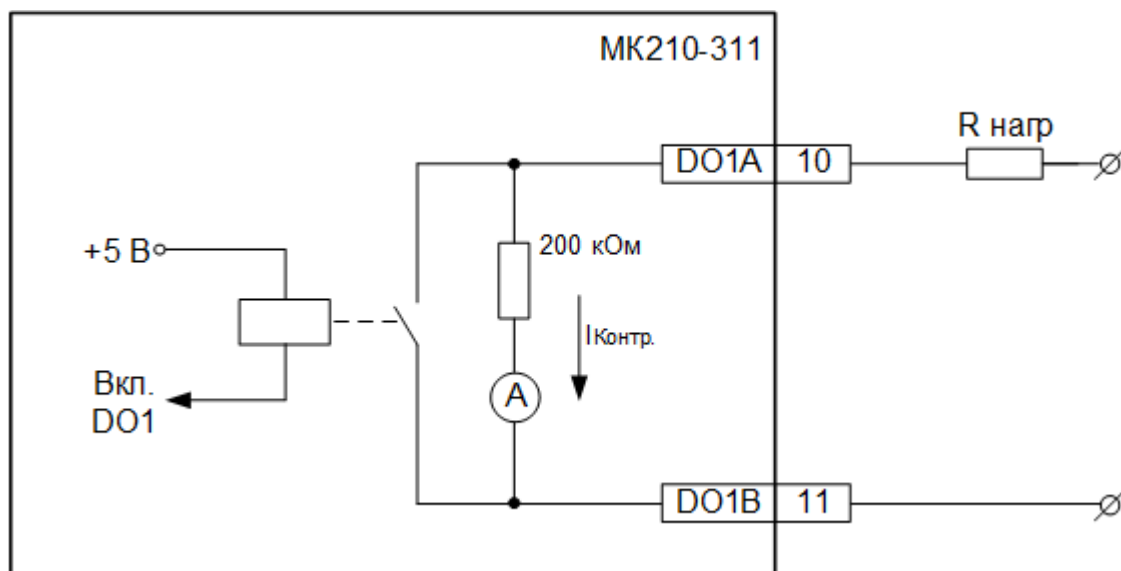 МК210-311
R нагр
DO1A 10
200 кОм
+5 В
Iконтр.
А
Вкл.
DO1
DO1B 11